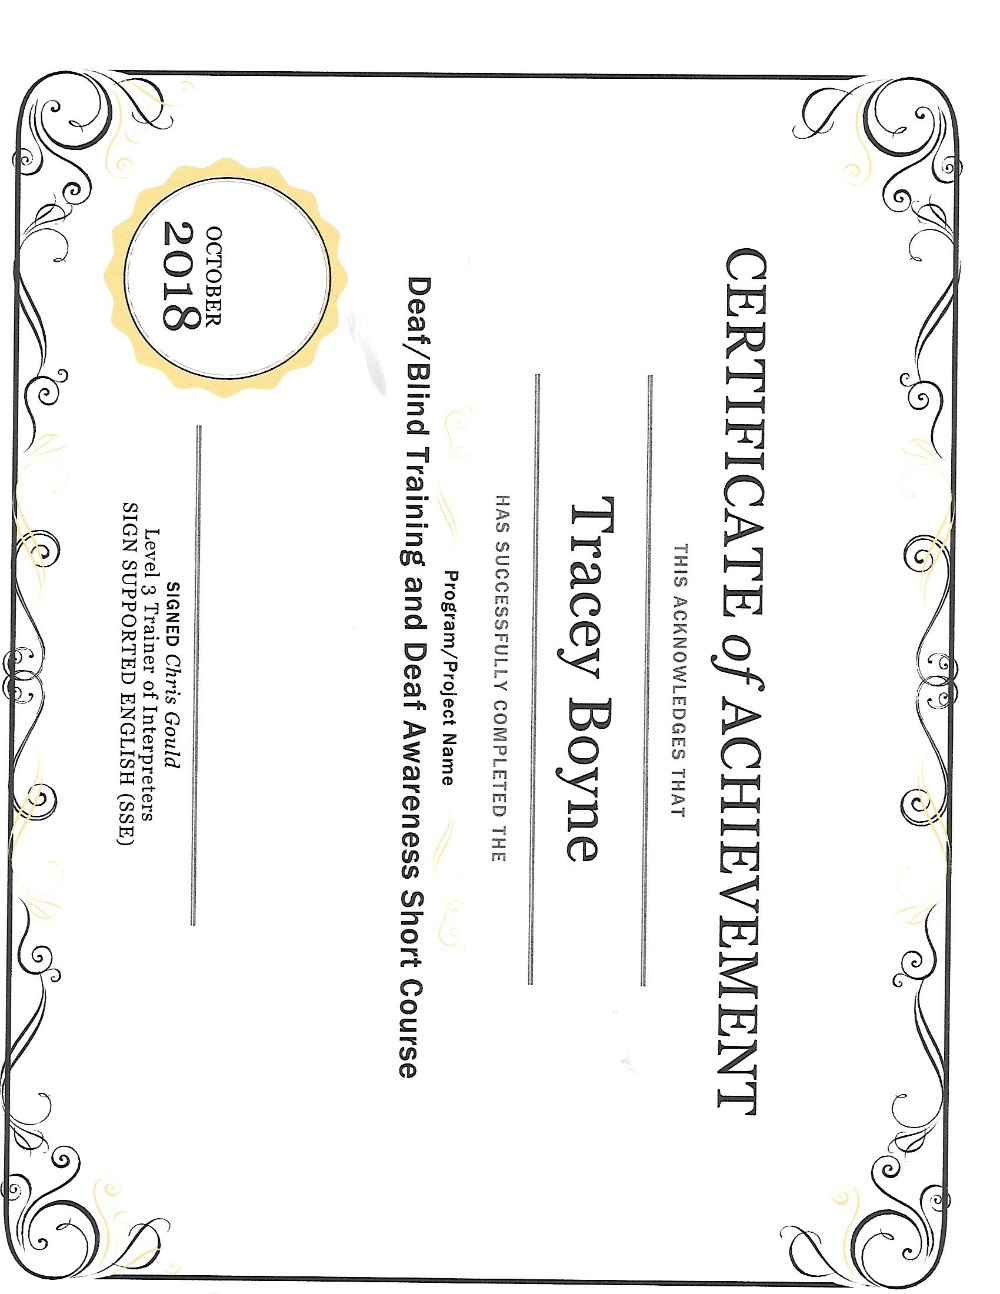 CERTIFICATE of ACHIEVEMENT
THIS ACKNOWLEDGES THAT
Tracey Boyne
HAS SUCCESSFULLY COMPLETED THE
Program/Project Name
Deaf/Blind Training and Deaf Awareness Short Course
OCTOBER
2018
SIGNED Chris Gould
Level 3 Trainer of Interpreters
SIGN SUPPORTED ENGLISH (SSE)